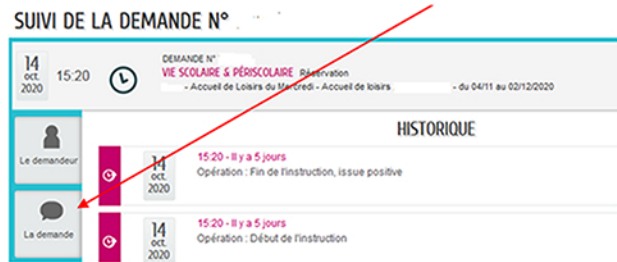 SUIVI DE LA DEMANDE N°
14
oct.
2020
15:20
DEMANDE N°
VIE SCOLAIRE & PÉRISCOLAIRE Réservation
- Accueil de Loisirs du Mercredi - Accueil de loisirs - du 04/11 au 02/12/2020
HISTORIQUE
Le demandeur
14
oct.
2020
15:20 - Il y a 5 jours
Opération : Fin de l'instruction, issue positive
La demande
14
oct.
2020
15:20 - Il y a 5 jours
Opération : Début de l'instruction